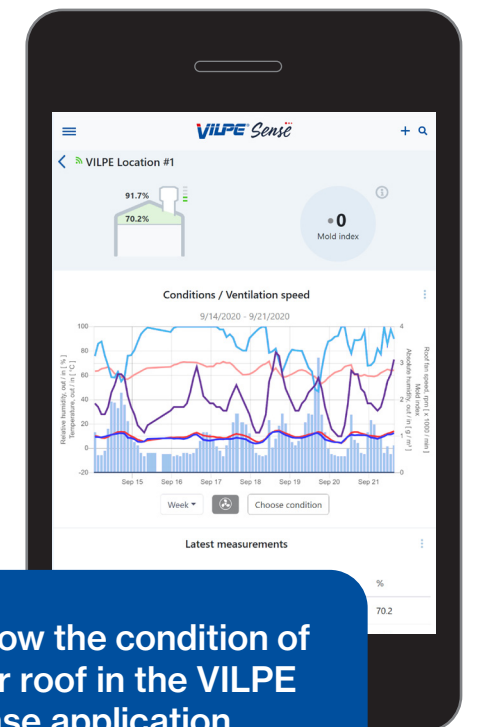 VILPE Sense
VILPE Location #1
91.7%
70.2%
0
Mold index
Conditions / Ventilation speed
9/14/2020 - 9/21/2020
Relative humidity, out / in [ % ]
Temperature, out / in [ °C ]
100
80
60
40
20
0
-20
4
3
2
1
0
Roof fan speed, rpm [ x 1000 / min ]
Mold index
Absolute humidity, out / in [ g / m³ ]
Sep 15 Sep 16 Sep 17 Sep 18 Sep 19 Sep 20 Sep 21
Week Choose condition
Latest measurements
%
70.2
ow the condition of
r roof in the VILPE
nse application